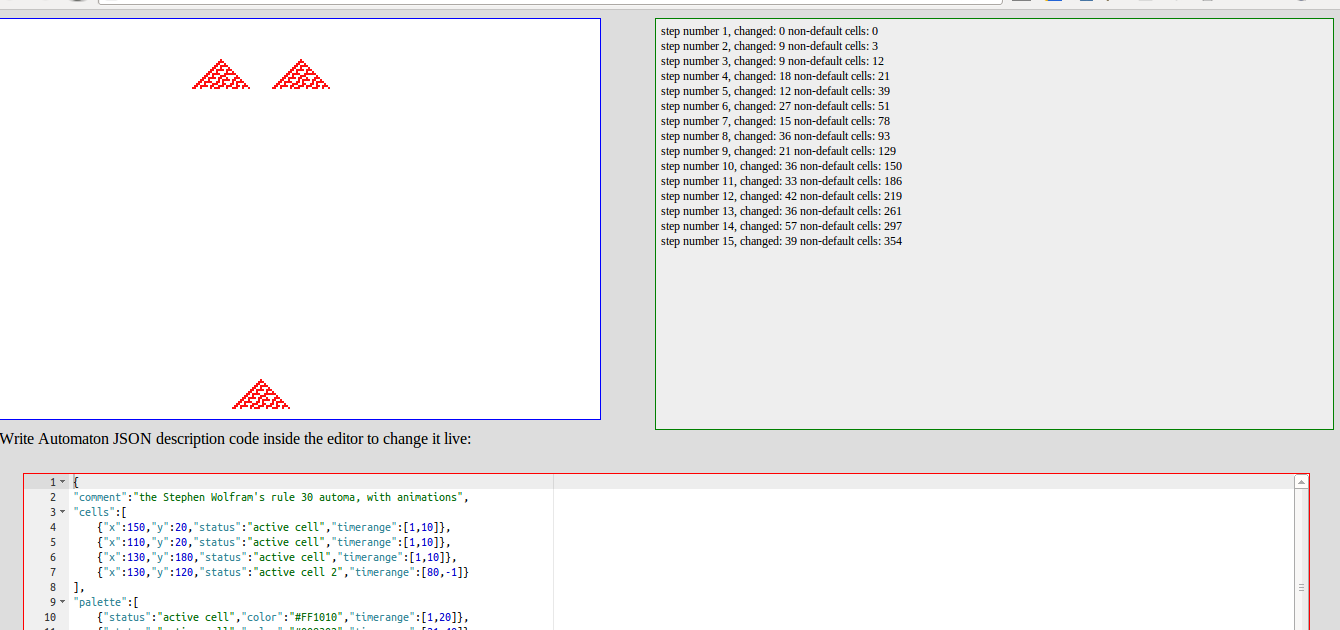 step number 1, changed: 0 non-default cells: 0
step number 2, changed: 9 non-default cells: 3
step number 3, changed: 9 non-default cells: 12
step number 4, changed: 18 non-default cells: 21
step number 5, changed: 12 non-default cells: 39
step number 6, changed: 27 non-default cells: 51
step number 7, changed: 15 non-default cells: 78
step number 8, changed: 36 non-default cells: 93
step number 9, changed: 21 non-default cells: 129
step number 10, changed: 36 non-default cells: 150
step number 11, changed: 33 non-default cells: 186
step number 12, changed: 42 non-default cells: 219
step number 13, changed: 36 non-default cells: 261
step number 14, changed: 57 non-default cells: 297
step number 15, changed: 39 non-default cells: 354
Write Automaton JSON description code inside the editor to change it live:
1 {
2 "comment":"the Stephen Wolfram's rule 30 automa, with animations",
3 "cells":[
4 {"x":150,"y":20,"status":"active cell","timerange":[1,10]},
5 {"x":110,"y":20,"status":"active cell","timerange":[1,10]},
6 {"x":130,"y":180,"status":"active cell","timerange":[1,10]},
7 {"x":130,"y":120,"status":"active cell 2","timerange":[80,-1]}
8 ],
9 "palette":[
10 {"status":"active cell","color":"#FF1010","timerange":[1,20]},